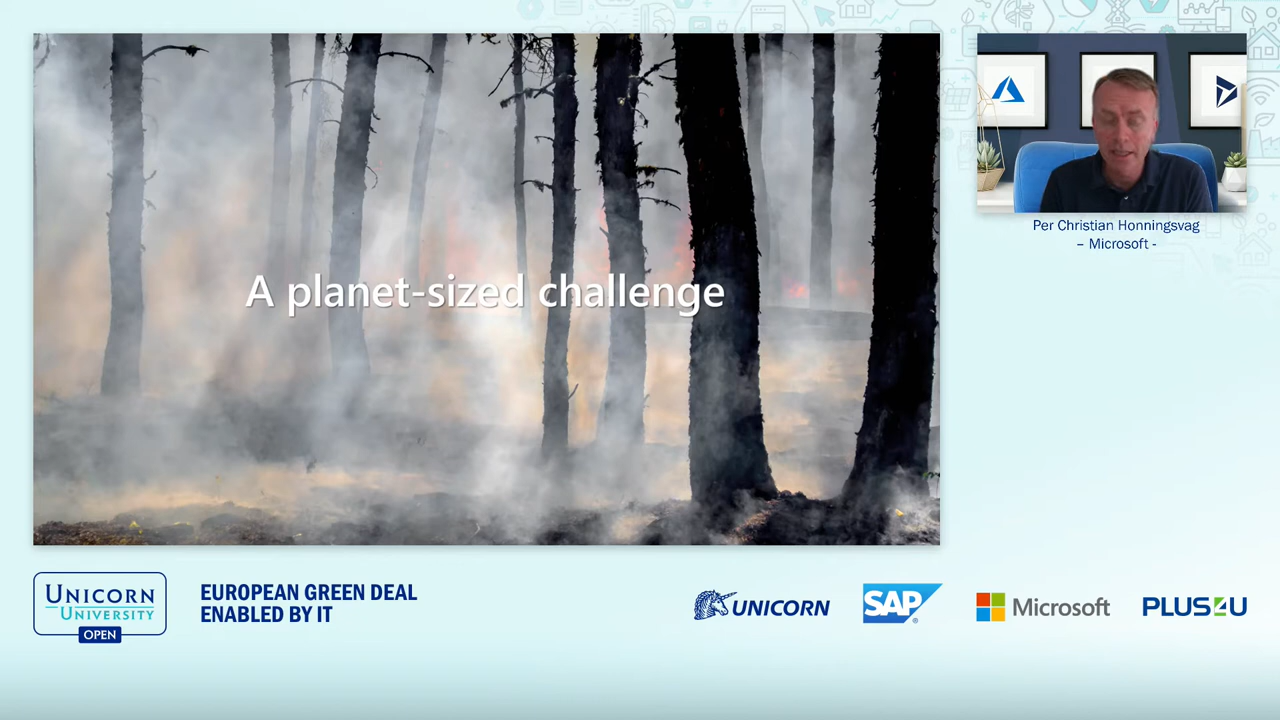 A planet-sized challenge
Per Christian Honningsvag
– Microsoft -
UNICORN
UNIVERSITY
OPEN
EUROPEAN GREEN DEAL
ENABLED BY IT
UNICORN
SAP
Microsoft
PLUS4U